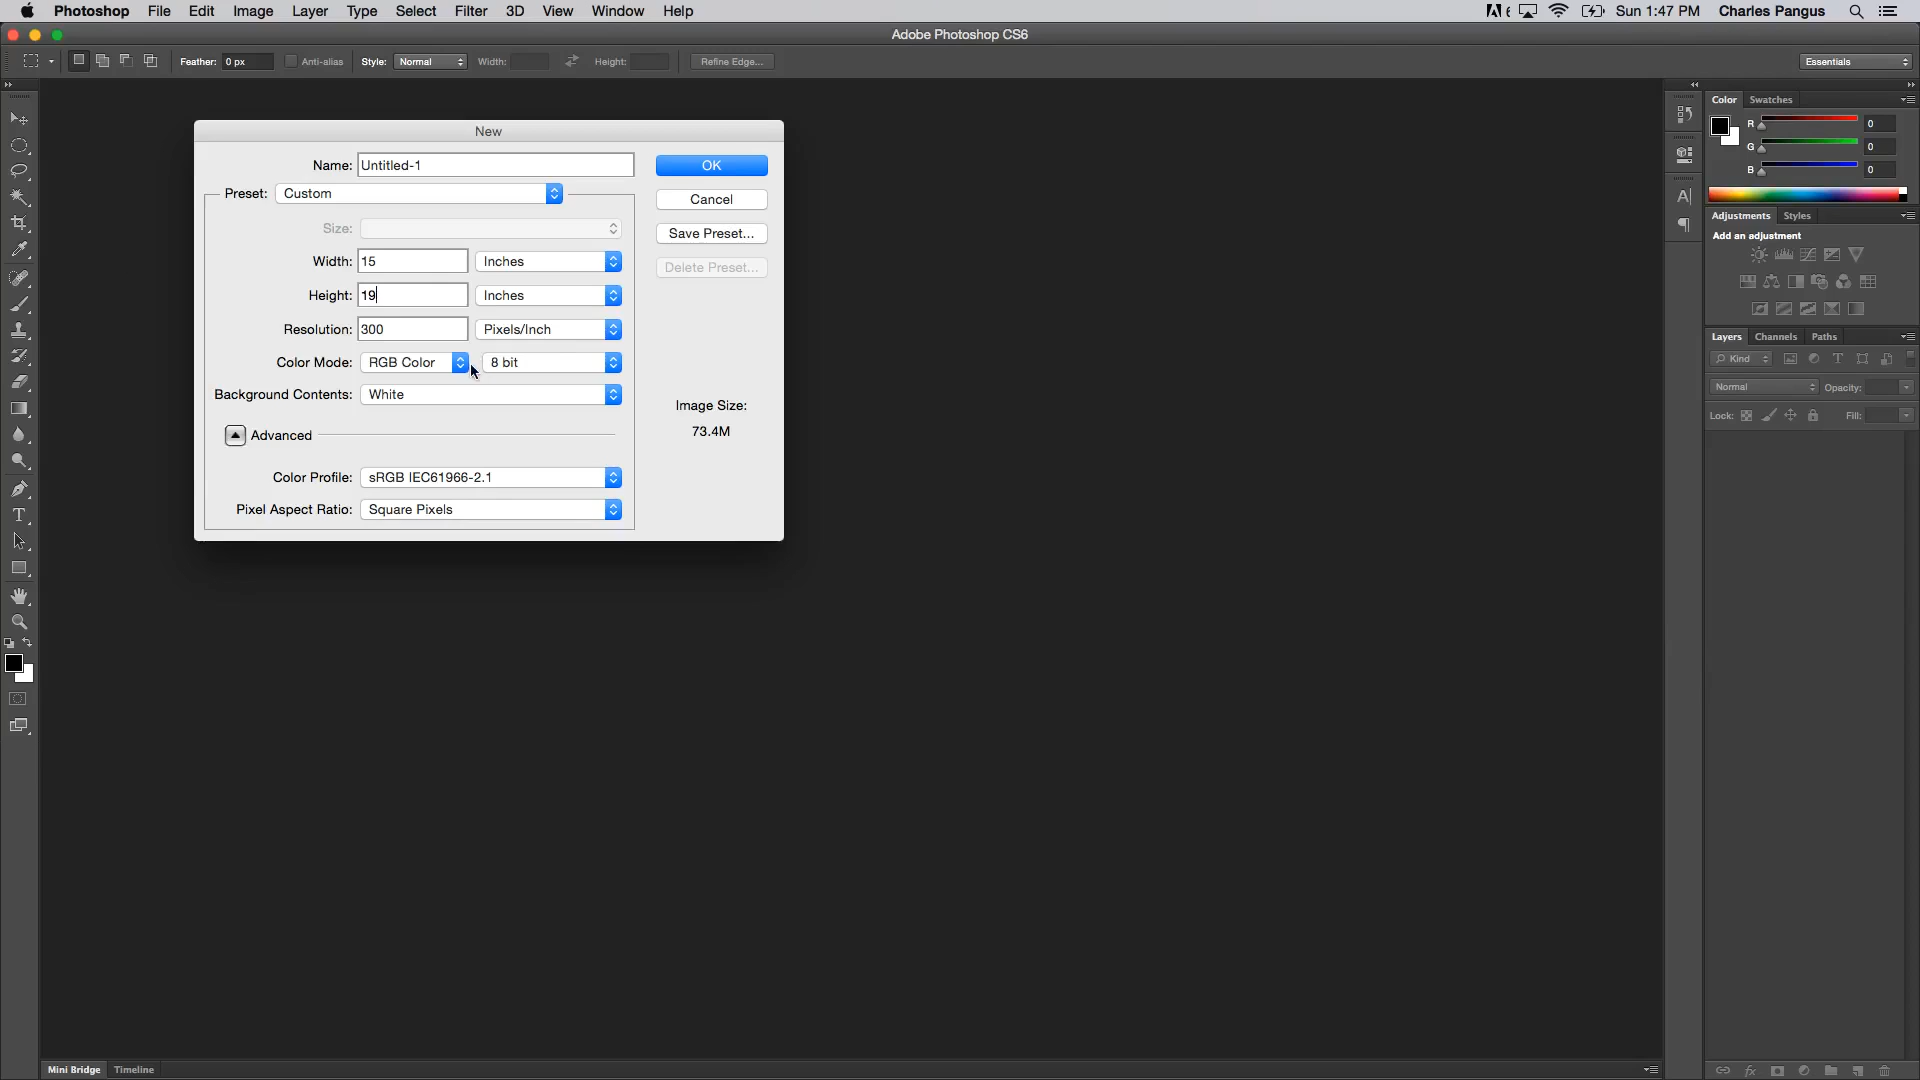 Photoshop File Edit Image Layer Type Select Filter 3D View Window Help 6 Sun 1:47 PM Charles Pangus
Adobe Photoshop CS6
Feather: 0 px Anti-alias Style: Normal Width: Height: Refine Edge... Essentials
New
Name: Untitled-1 OK
Preset: Custom Cancel
Size: Save Preset...
Width: 15 Inches Delete Preset...
Height: 19 Inches
Resolution: 300 Pixels/Inch
Color Mode: RGB Color 8 bit
Background Contents: White
Image Size:
73.4M
Advanced
Color Profile: sRGB IEC61966-2.1
Pixel Aspect Ratio: Square Pixels
Color Swatches
R 0
G 0
B 0
Adjustments Styles
Add an adjustment
Layers Channels Paths
Kind
Normal Opacity:
Lock: Fill:
Mini Bridge Timeline